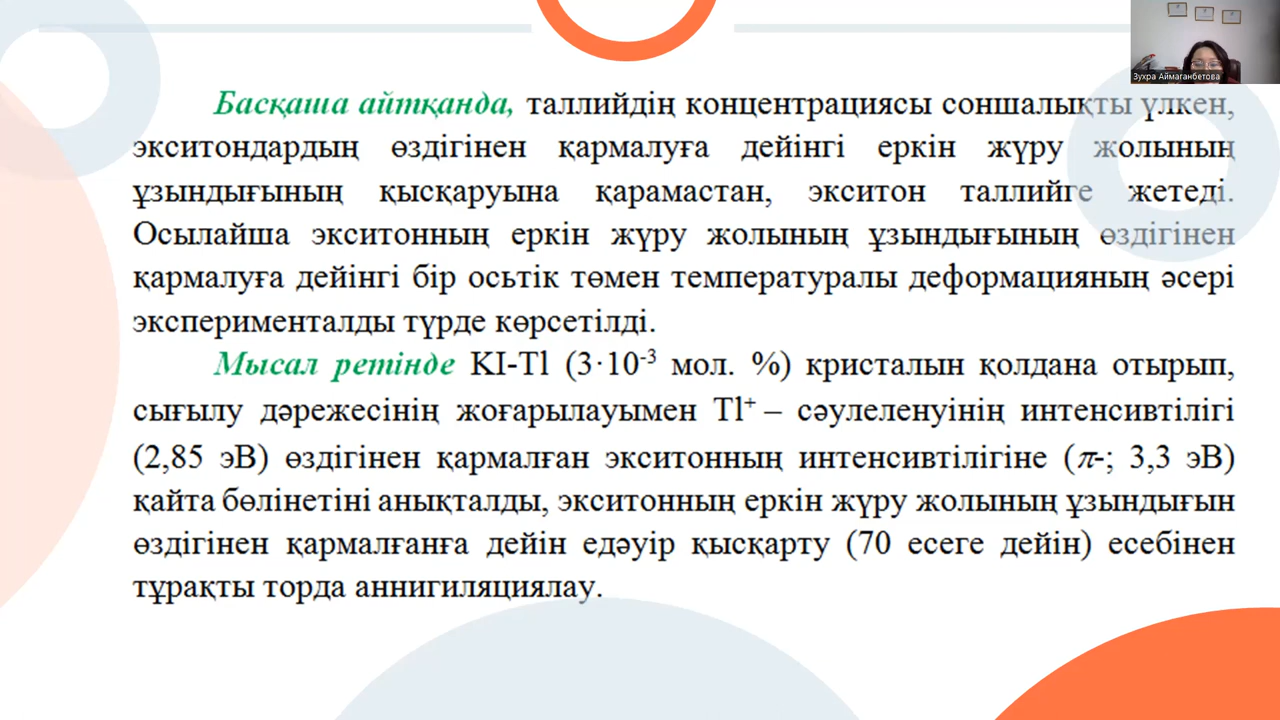 Зухра Аймаганбетова
Басқаша айтқанда, таллийдің концентрациясы соншалықты үлкен,
экситондардың өздігінен қармалуға дейінгі еркін жүру жолының
ұзындығының қысқаруына қарамастан, экситон таллийге жетеді.
Осылайша экситонның еркін жүру жолының ұзындығының өздігінен
қармалуға дейінгі бір осьтік төмен температуралы деформацияның әсері
эксперименталды түрде көрсетілді.
Мысал ретінде KI-Tl (3·10⁻³ мол. %) кристалын қолдана отырып,
сығылу дәрежесінің жоғарылауымен Tl⁺ – сәулеленуінің интенсивтілігі
(2,85 эВ) өздігінен қармалған экситонның интенсивтілігіне (π-; 3,3 эВ)
қайта бөлінетіні анықталды, экситонның еркін жүру жолының ұзындығын
өздігінен қармалғанға дейін едәуір қысқарту (70 есеге дейін) есебінен
тұрақты торда аннигиляциялау.